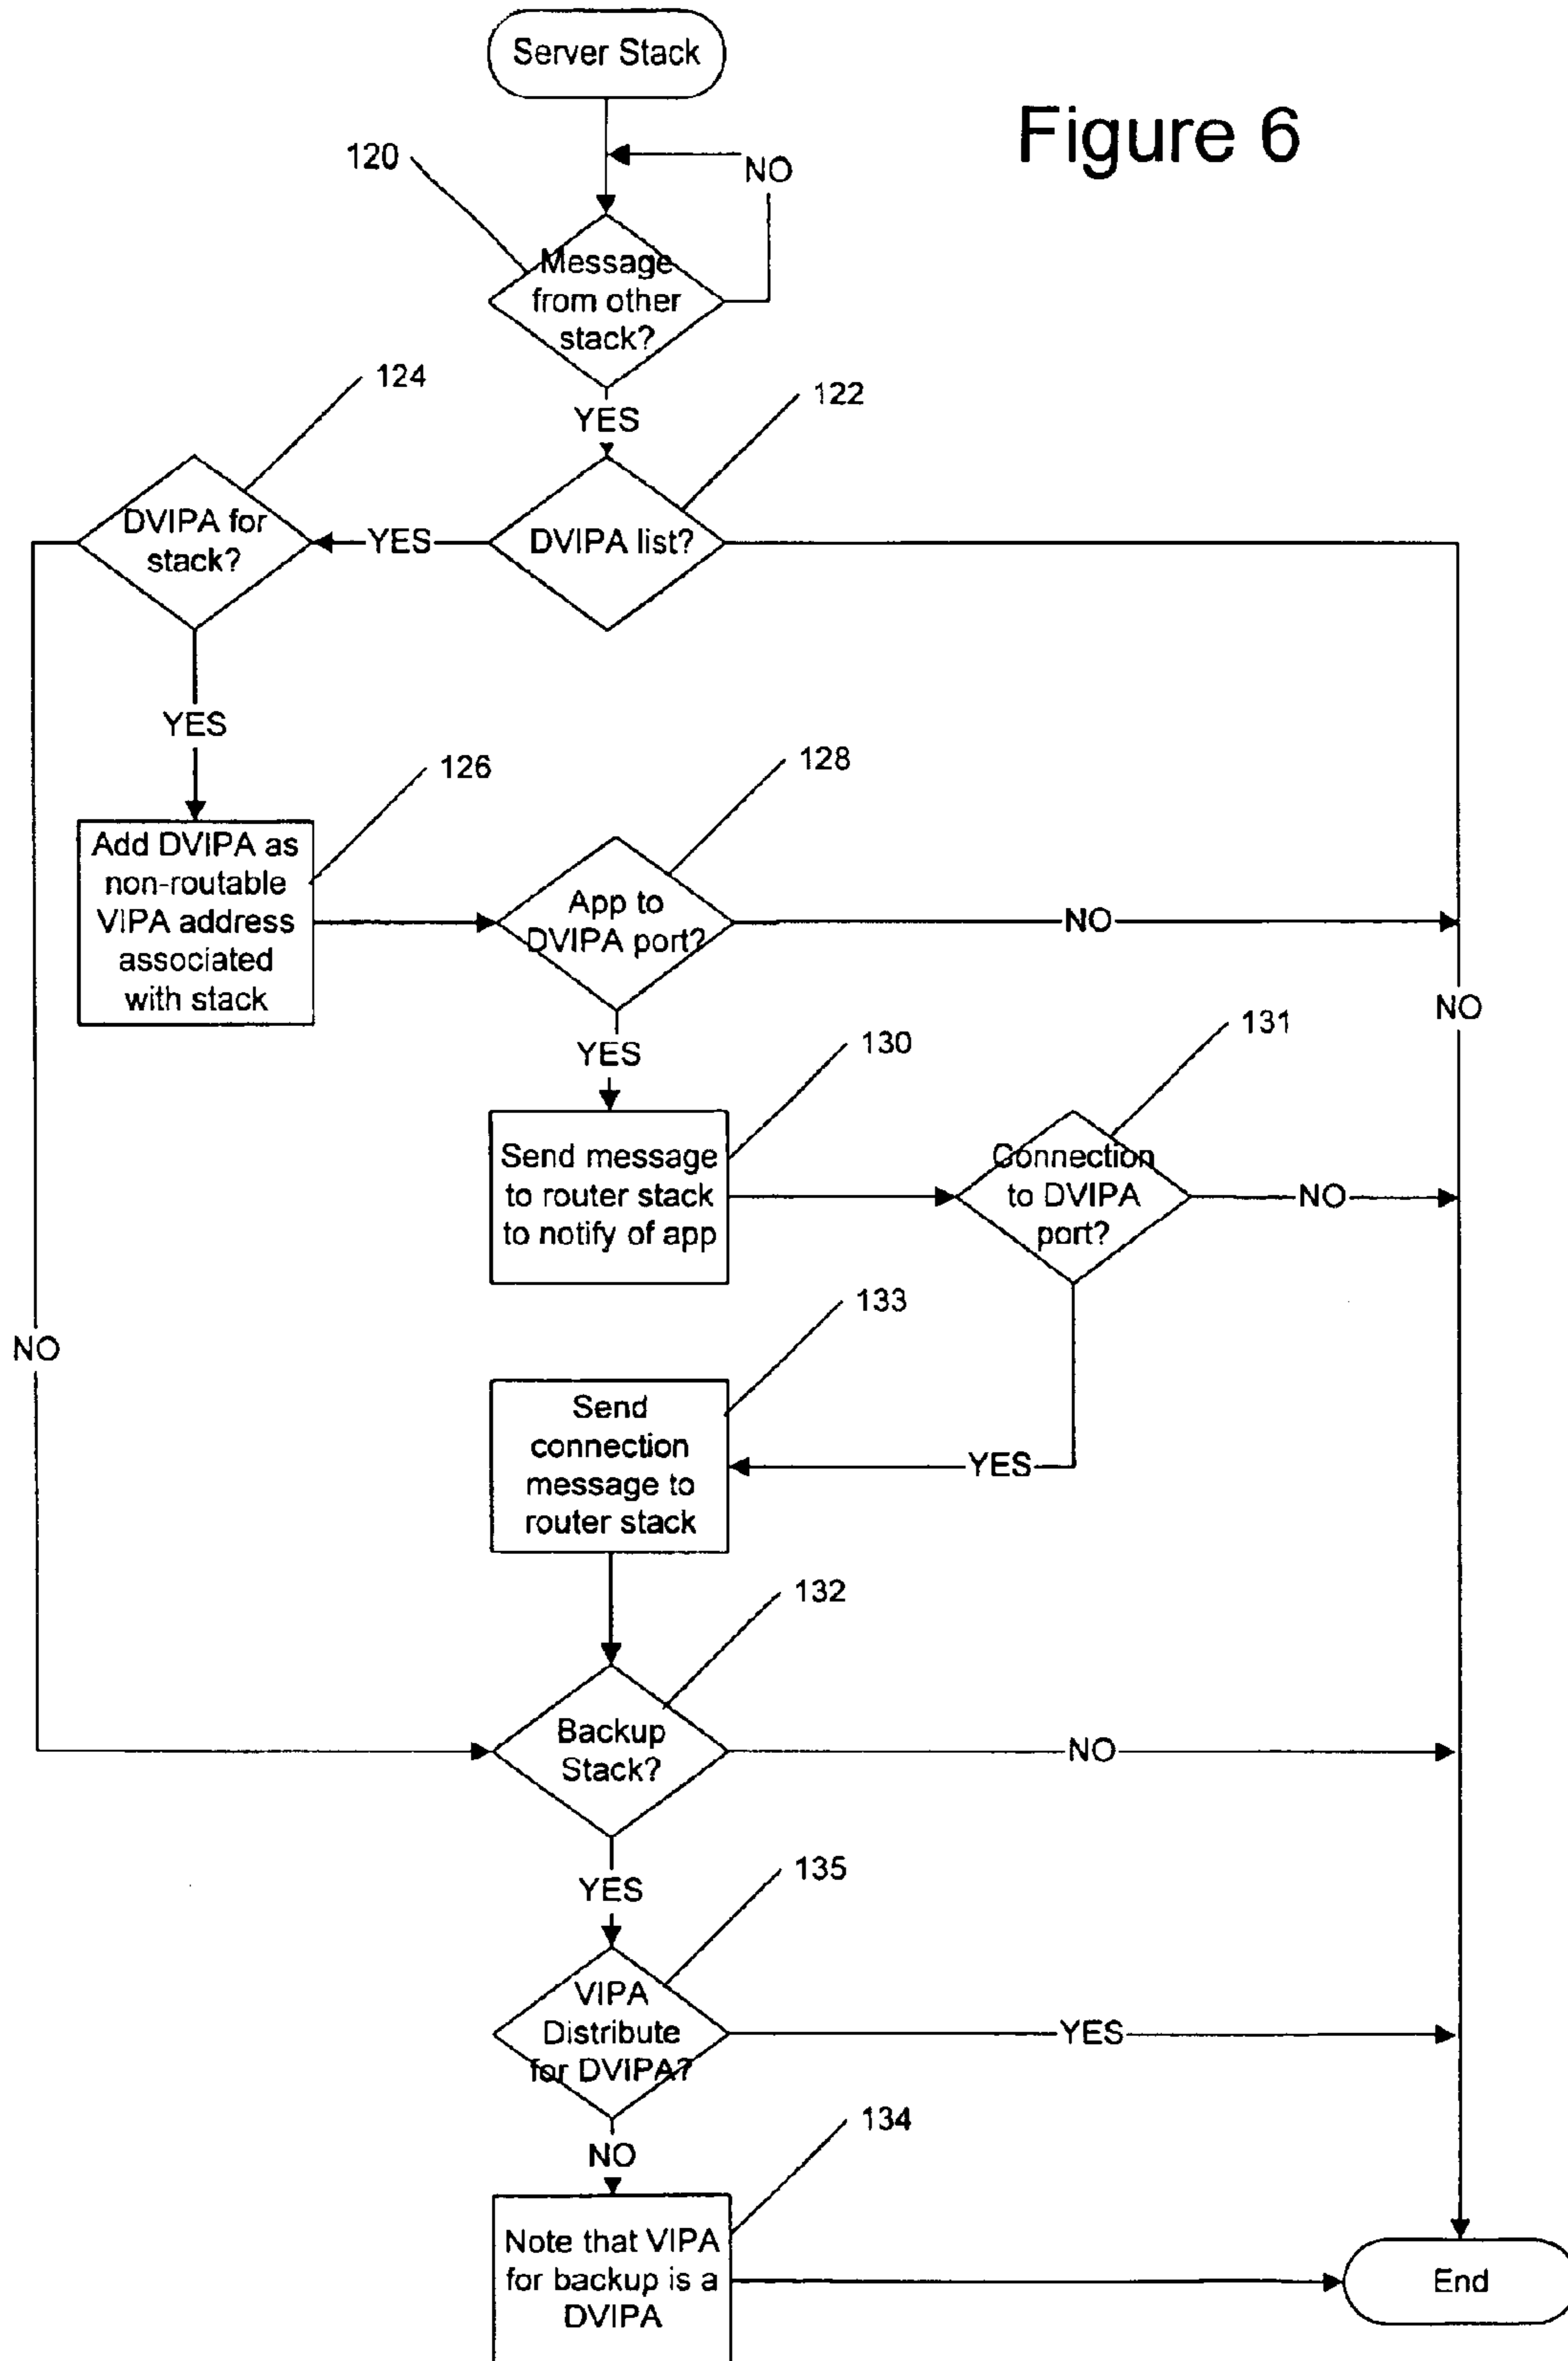 Server Stack
Figure 6
120
NO
Message
from other
stack?
124
YES
122
DVIPA for
stack?
YES
DVIPA list?
YES
126
128
Add DVIPA as
non-routable
VIPA address
associated
with stack
App to
DVIPA port?
NO
NO
131
YES
130
Send message
to router stack
to notify of app
Connection
to DVIPA
port?
NO
133
NO
Send
connection
message to
router stack
YES
132
Backup
Stack?
NO
135
YES
VIPA
Distribute
for DVIPA?
YES
134
NO
Note that VIPA
for backup is a
DVIPA
End